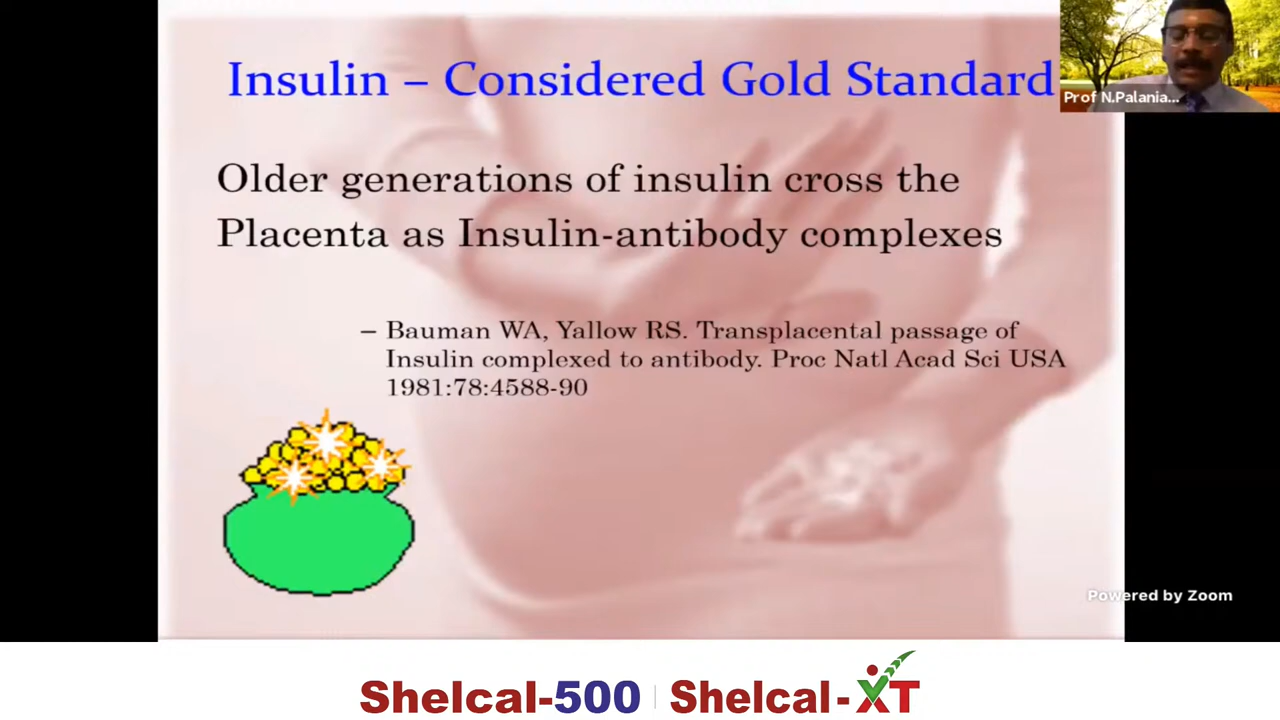 Insulin – Considered Gold Standard
Prof N.Palania...
Older generations of insulin cross the
Placenta as Insulin-antibody complexes
– Bauman WA, Yallow RS. Transplacental passage of
Insulin complexed to antibody. Proc Natl Acad Sci USA
1981:78:4588-90
Powered by Zoom
Shelcal-500 | Shelcal-XT